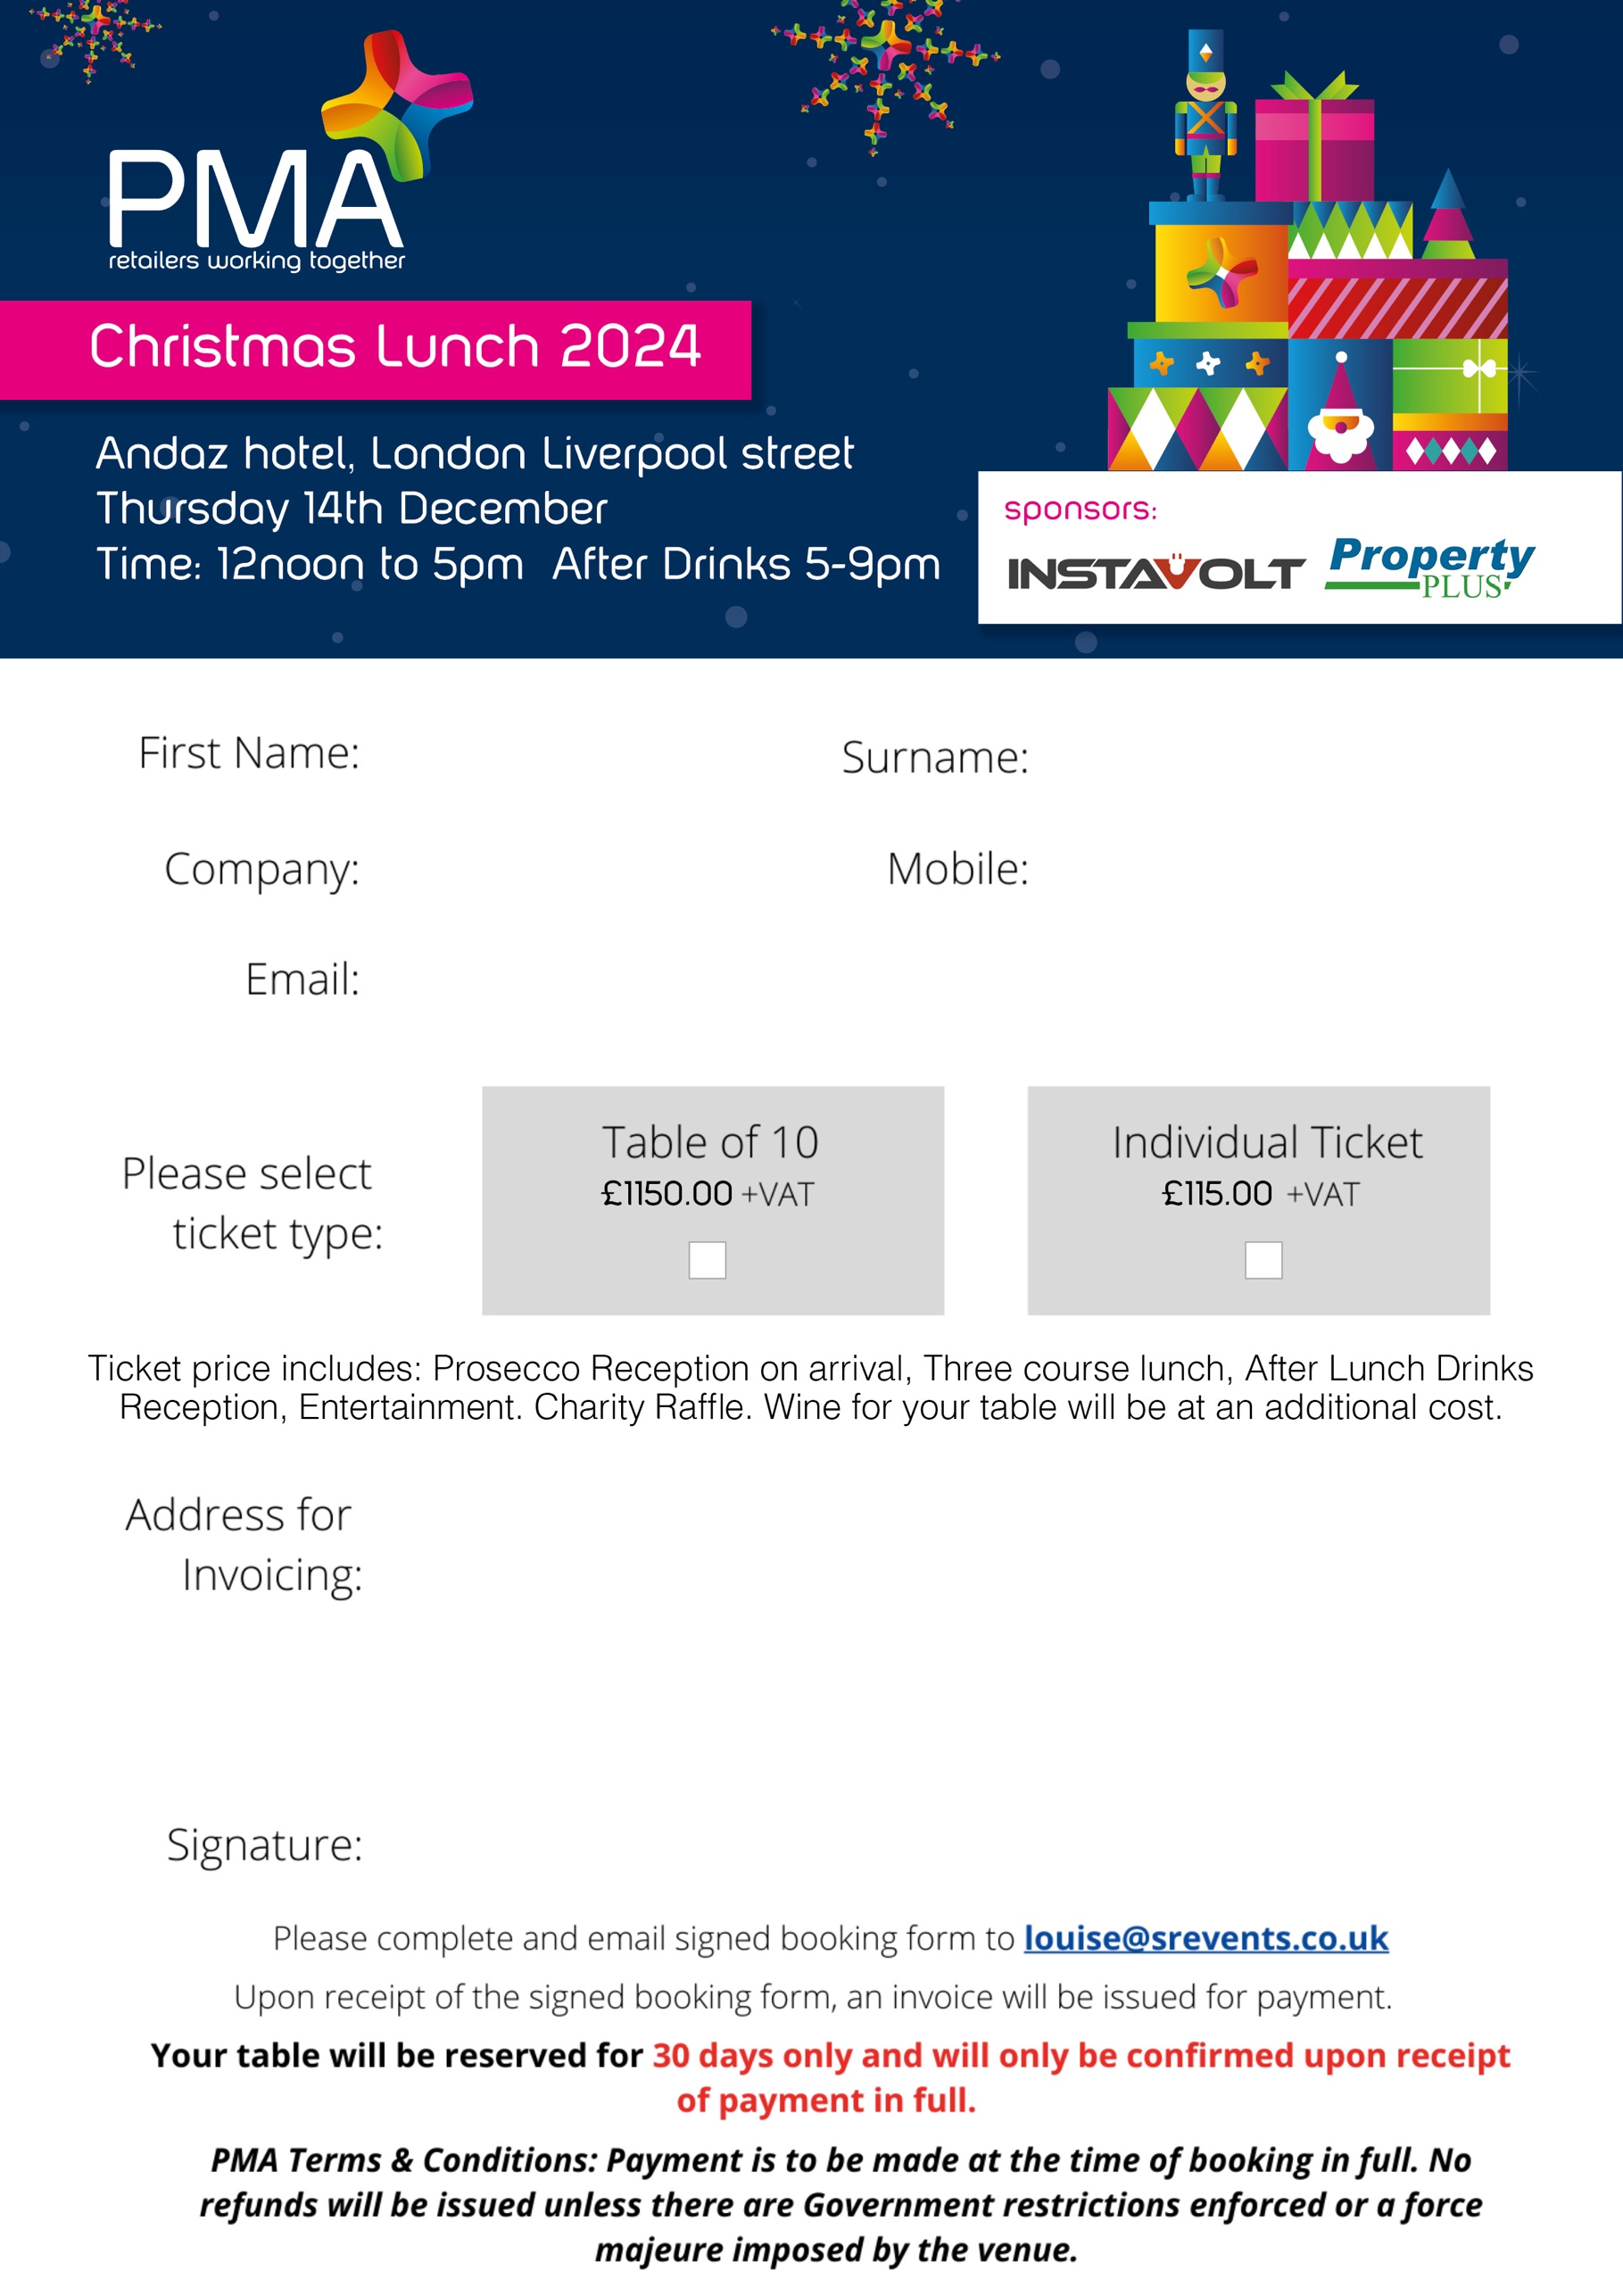 PMA
retailers working together
Christmas Lunch 2024
Andaz hotel, London Liverpool street
Thursday 14th December
Time: 12noon to 5pm  After Drinks 5-9pm
sponsors:
INSTAVOLT
Property
PLUS
First Name:
Surname:
Company:
Mobile:
Email:
Please select
ticket type:
Table of 10
£1150.00 +VAT
Individual Ticket
£115.00 +VAT
Ticket price includes: Prosecco Reception on arrival, Three course lunch, After Lunch Drinks
Reception, Entertainment. Charity Raffle. Wine for your table will be at an additional cost.
Address for
Invoicing:
Signature:
Please complete and email signed booking form to louise@srevents.co.uk
Upon receipt of the signed booking form, an invoice will be issued for payment.
Your table will be reserved for 30 days only and will only be confirmed upon receipt
of payment in full.
PMA Terms & Conditions: Payment is to be made at the time of booking in full. No
refunds will be issued unless there are Government restrictions enforced or a force
majeure imposed by the venue.